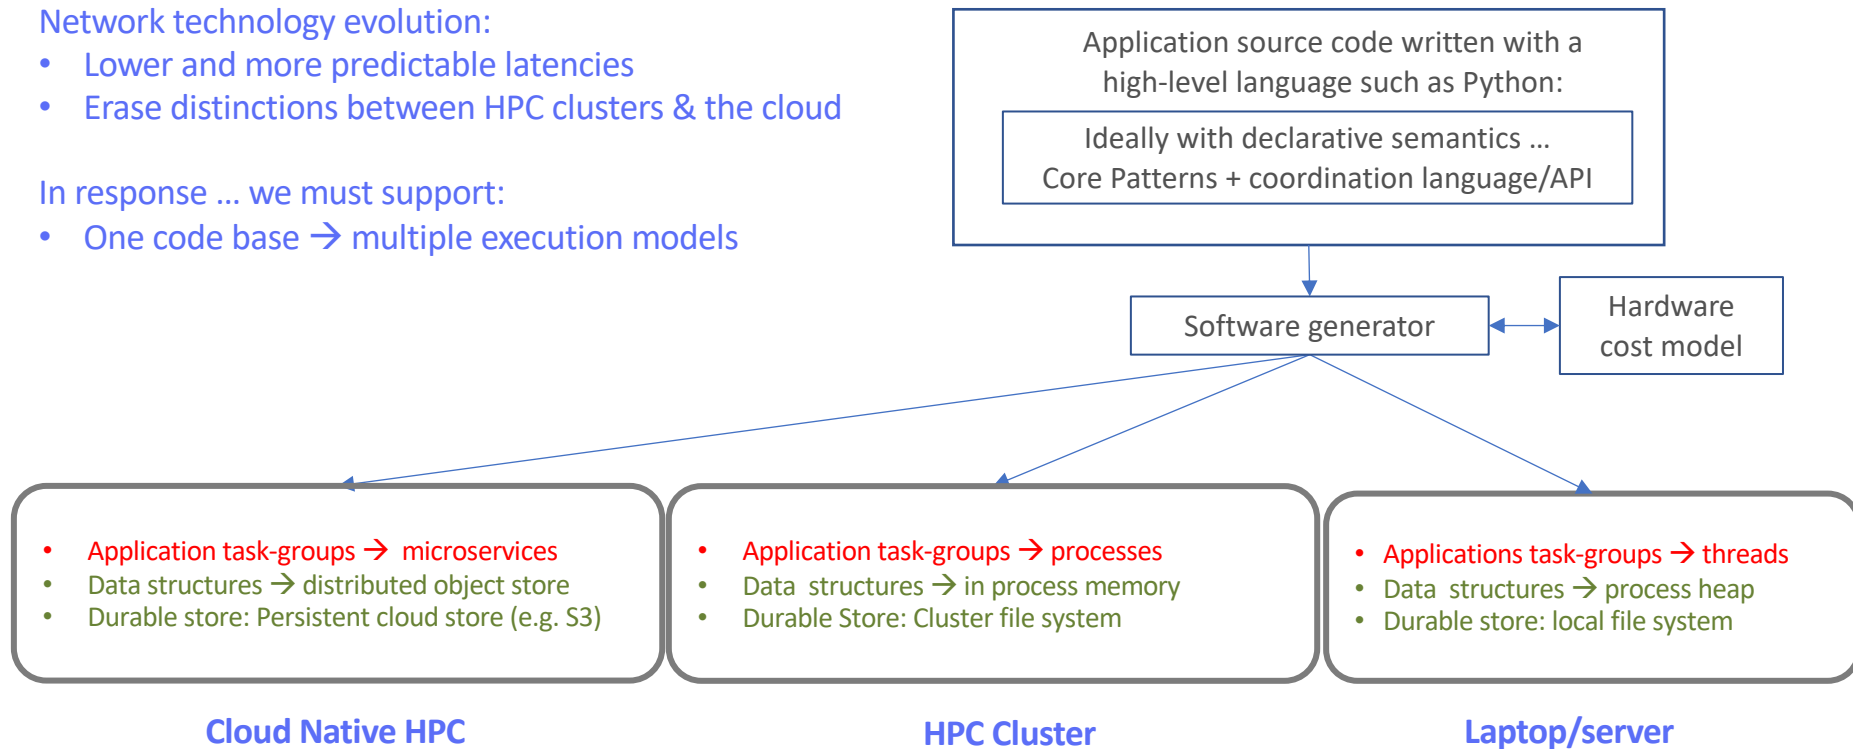 Network technology evolution:
• Lower and more predictable latencies
• Erase distinctions between HPC clusters & the cloud
In response ... we must support:
• One code base → multiple execution models
Application source code written with a
high-level language such as Python:
Ideally with declarative semantics ...
Core Patterns + coordination language/API
Software generator
Hardware
cost model
• Application task-groups → microservices
• Data structures → distributed object store
• Durable store: Persistent cloud store (e.g. S3)
• Application task-groups → processes
• Data structures → in process memory
• Durable Store: Cluster file system
• Applications task-groups → threads
• Data structures → process heap
• Durable store: local file system
Cloud Native HPC
HPC Cluster
Laptop/server